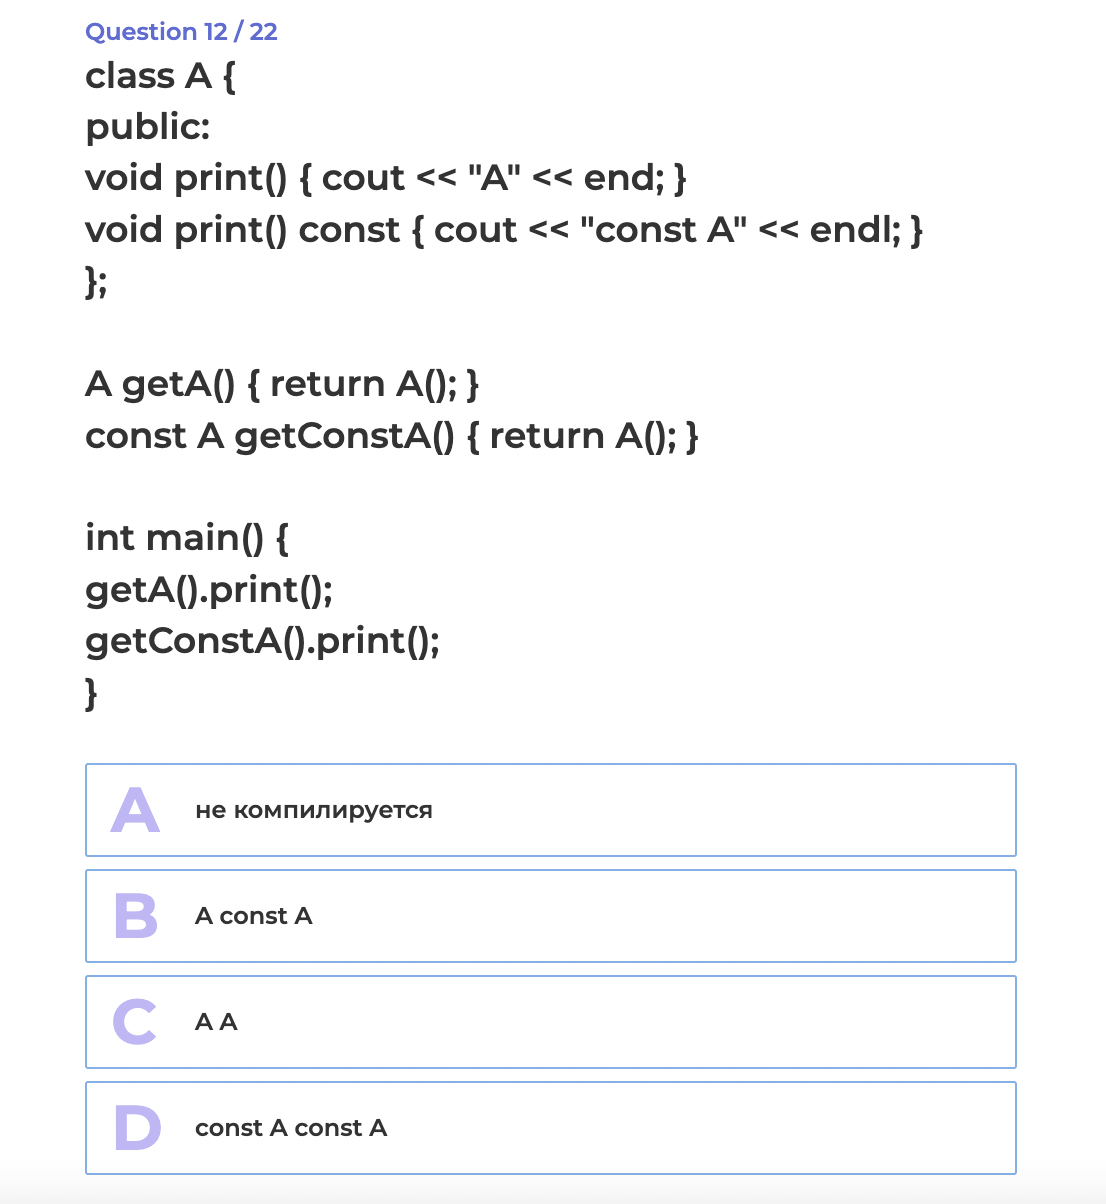 Question 12 / 22
class A {
public:
void print() { cout << "A" << end; }
void print() const { cout << "const A" << endl; }
};
A getA() { return A(); }
const A getConstA() { return A(); }
int main() {
getA().print();
getConstA().print();
}
A не компилируется
B A const A
C A A
D const A const A